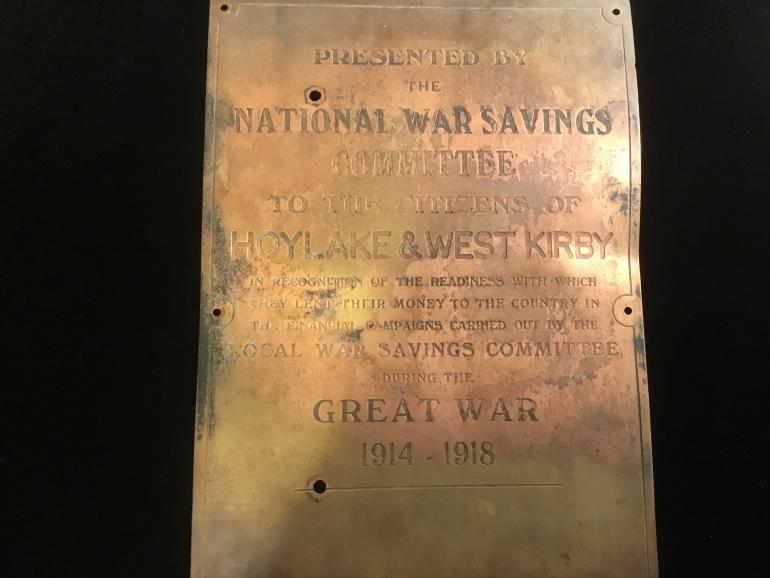 PRESENTED BY
THE
NATIONAL WAR SAVINGS
COMMITTEE
TO THE CITIZENS OF
HOYLAKE & WEST KIRBY
IN RECOGNITION OF THE READINESS WITH WHICH
THEY LENT THEIR MONEY TO THE COUNTRY IN
THE FINANCIAL CAMPAIGNS CARRIED OUT BY THE
LOCAL WAR SAVINGS COMMITTEE
DURING THE
GREAT WAR
1914 - 1918